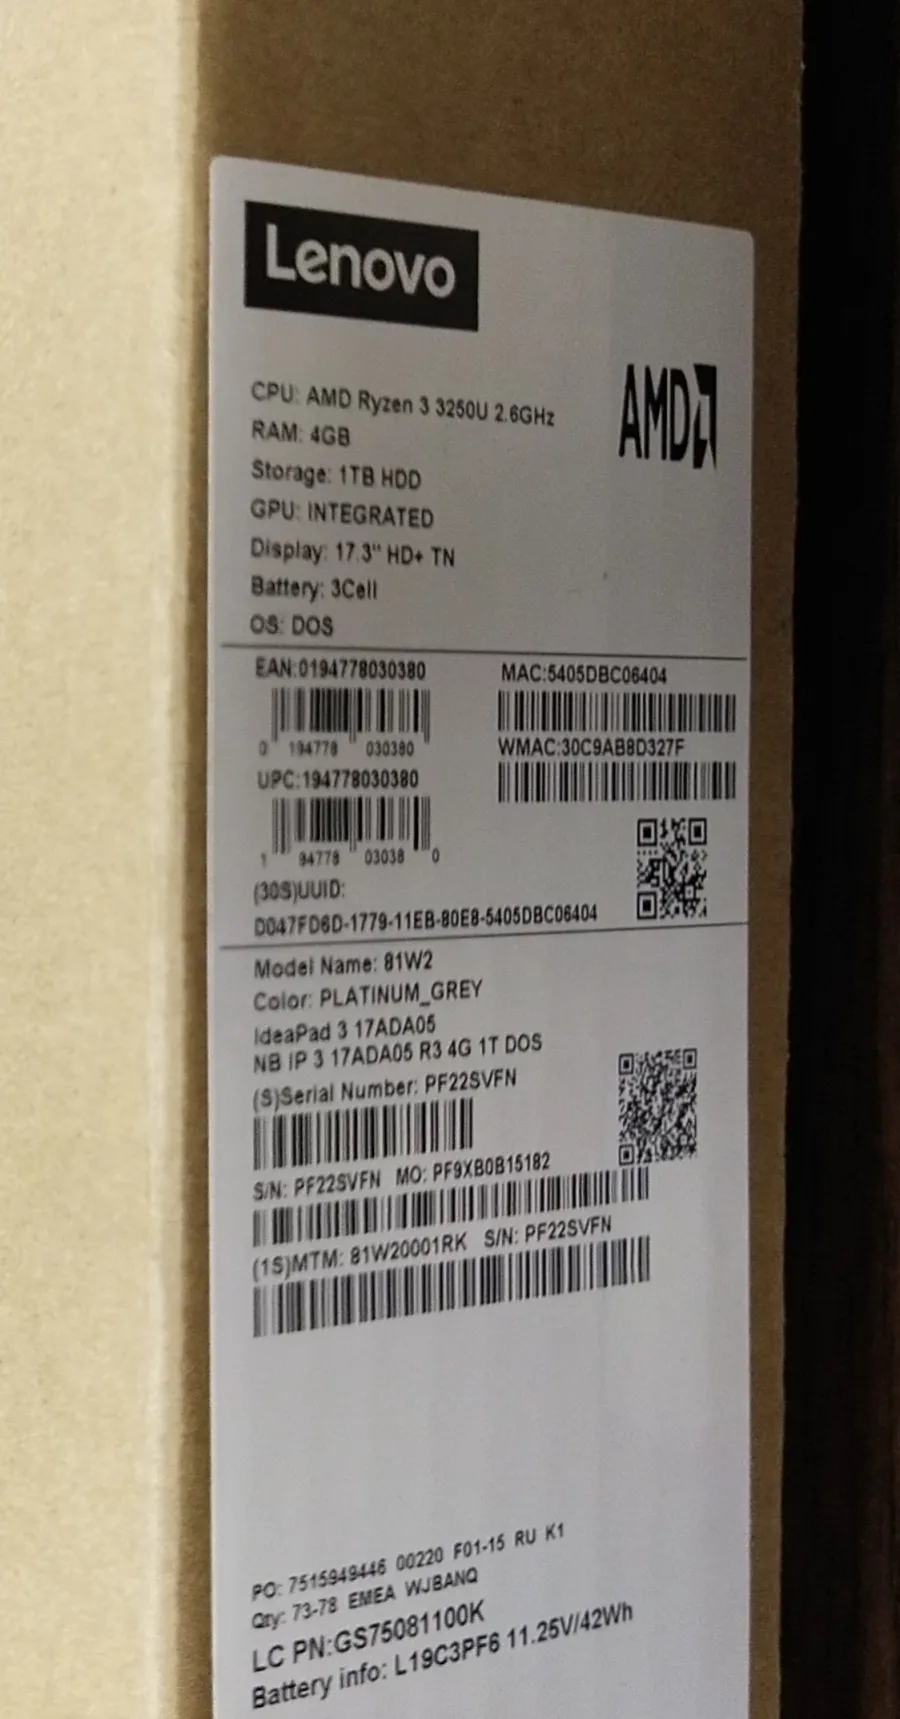 Lenovo
CPU: AMD Ryzen 3 3250U 2.6GHz
AMD
RAM: 4GB
Storage: 1TB HDD
GPU: INTEGRATED
Display: 17.3" HD+ TN
Battery: 3Cell
OS: DOS
EAN:0194778030380
0 194778 030380
UPC:194778030380
1 94778 03038 0
MAC:5405DBC06404
WMAC:30C9AB8D327F
(30S)UUID:
D047FD6D-1779-11EB-80E8-5405DBC06404
Model Name: 81W2
Color: PLATINUM_GREY
IdeaPad 3 17ADA05
NB IP 3 17ADA05 R3 4G 1T DOS
(S)Serial Number: PF22SVFN
S/N: PF22SVFN MO: PF9XB0B15182
(1S)MTM: 81W20001RK S/N: PF22SVFN
PO: 7515949446 00220 F01-15 RU K1
Qty: 73-78 EMEA WJBANQ
LC PN:GS75081100K
Battery info: L19C3PF6 11.25V/42Wh